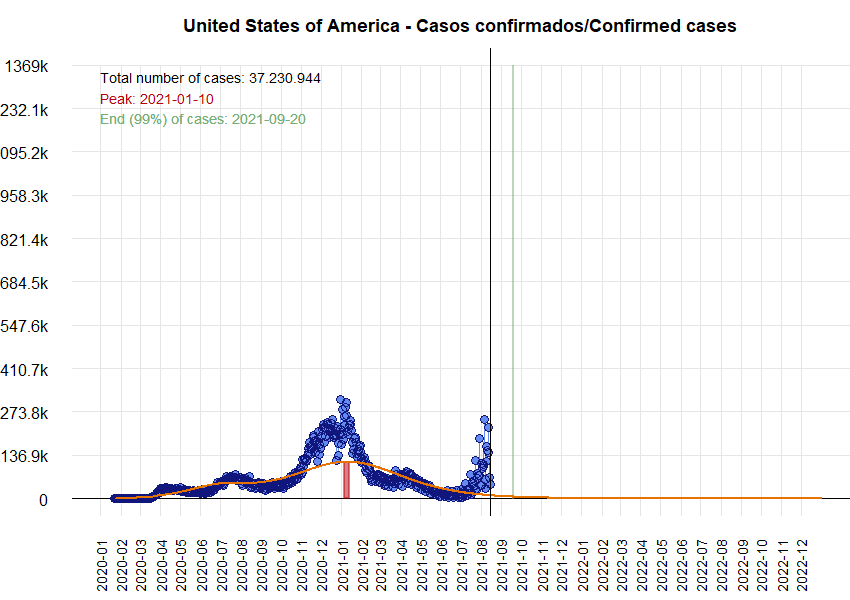 United States of America - Casos confirmados/Confirmed cases
1369k
Total number of cases: 37.230.944
Peak: 2021-01-10
End (99%) of cases: 2021-09-20
232.1k
095.2k
958.3k
821.4k
684.5k
547.6k
410.7k
273.8k
136.9k
0
2020-01
2020-02
2020-03
2020-04
2020-05
2020-06
2020-07
2020-08
2020-09
2020-10
2020-11
2020-12
2021-01
2021-02
2021-03
2021-04
2021-05
2021-06
2021-07
2021-08
2021-09
2021-10
2021-11
2021-12
2022-01
2022-02
2022-03
2022-04
2022-05
2022-06
2022-07
2022-08
2022-09
2022-10
2022-11
2022-12